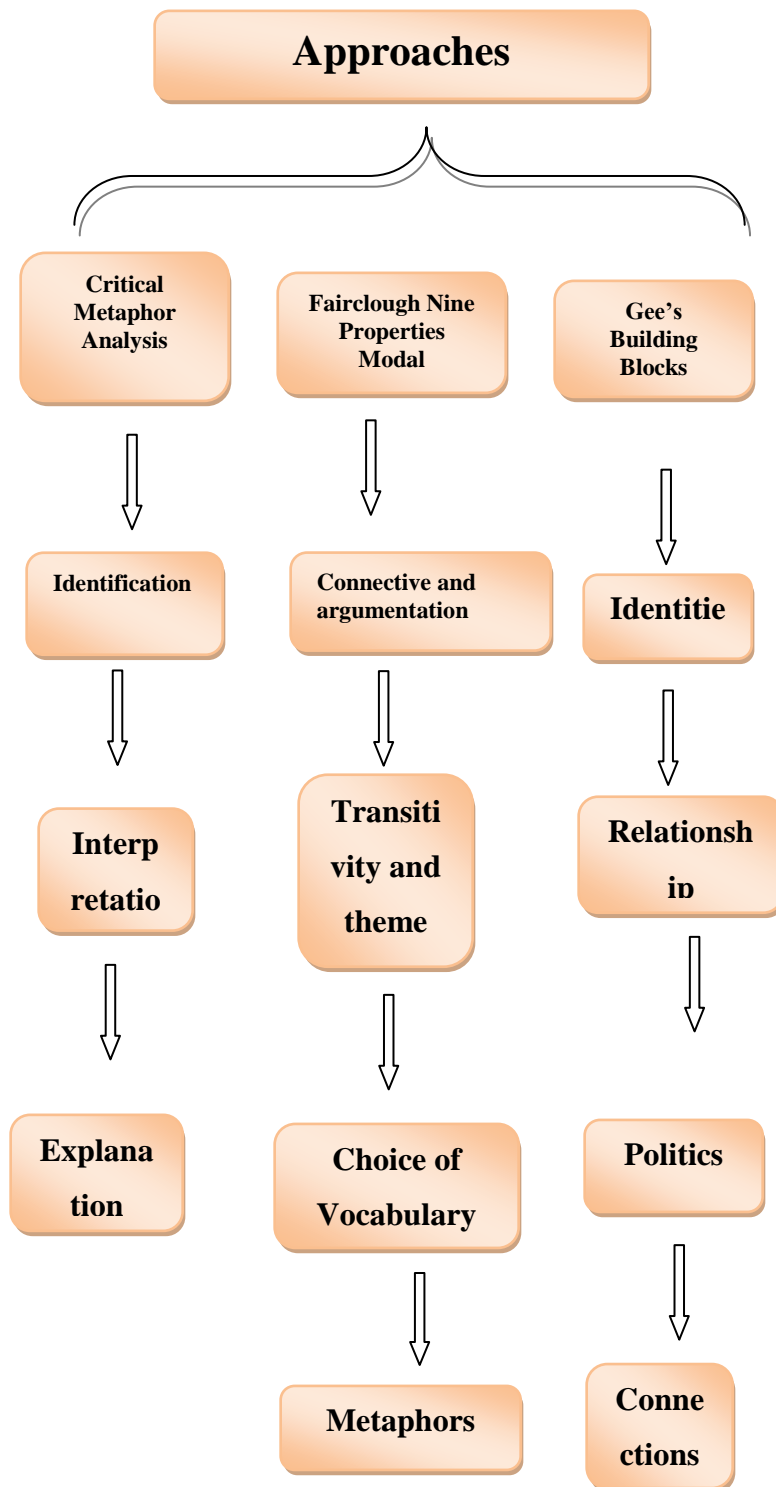 Approaches
Critical
Metaphor
Analysis
Fairclough Nine
Properties
Modal
Gee's
Building
Blocks
Identification
Connective and
argumentation
Identitie
Interp
retatio
Transiti
vity and
theme
Relationsh
ip
Explana
tion
Choice of
Vocabulary
Politics
Metaphors
Conne
ctions